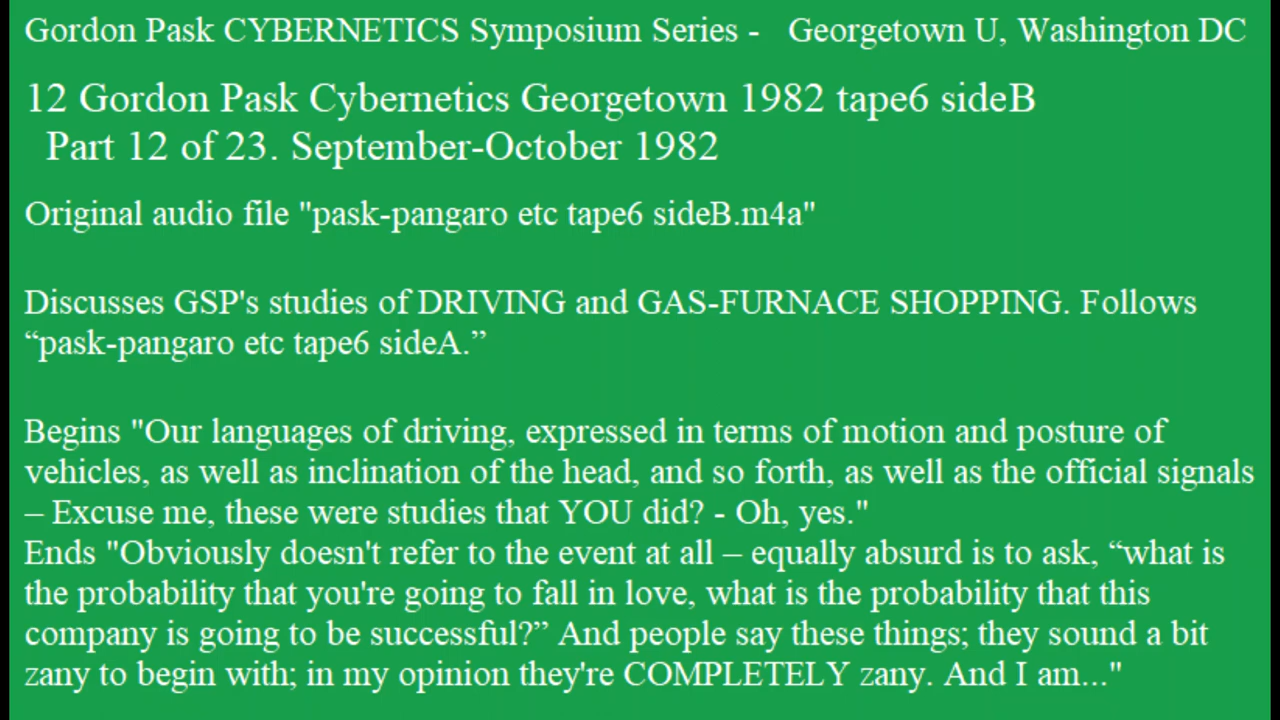 Gordon Pask CYBERNETICS Symposium Series -   Georgetown U, Washington DC
12 Gordon Pask Cybernetics Georgetown 1982 tape6 sideB
Part 12 of 23. September-October 1982
Original audio file "pask-pangaro etc tape6 sideB.m4a"
Discusses GSP's studies of DRIVING and GAS-FURNACE SHOPPING. Follows
“pask-pangaro etc tape6 sideA.”
Begins "Our languages of driving, expressed in terms of motion and posture of
vehicles, as well as inclination of the head, and so forth, as well as the official signals
– Excuse me, these were studies that YOU did? - Oh, yes."
Ends "Obviously doesn't refer to the event at all – equally absurd is to ask, “what is
the probability that you're going to fall in love, what is the probability that this
company is going to be successful?” And people say these things; they sound a bit
zany to begin with; in my opinion they're COMPLETELY zany. And I am..."